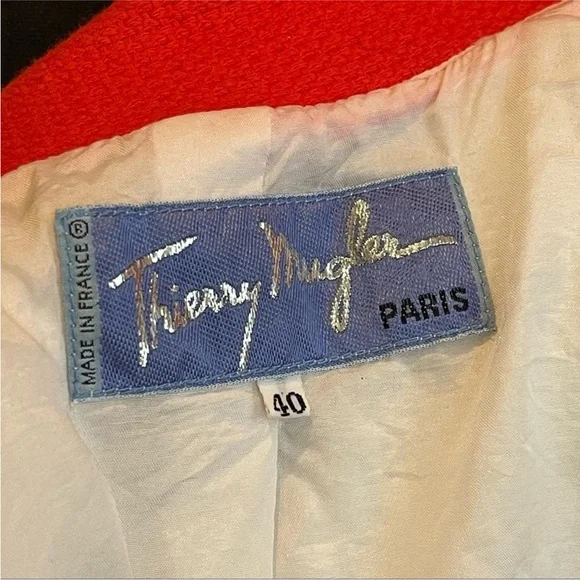 MADE IN FRANCE ®
Thierry Mugler
PARIS
40